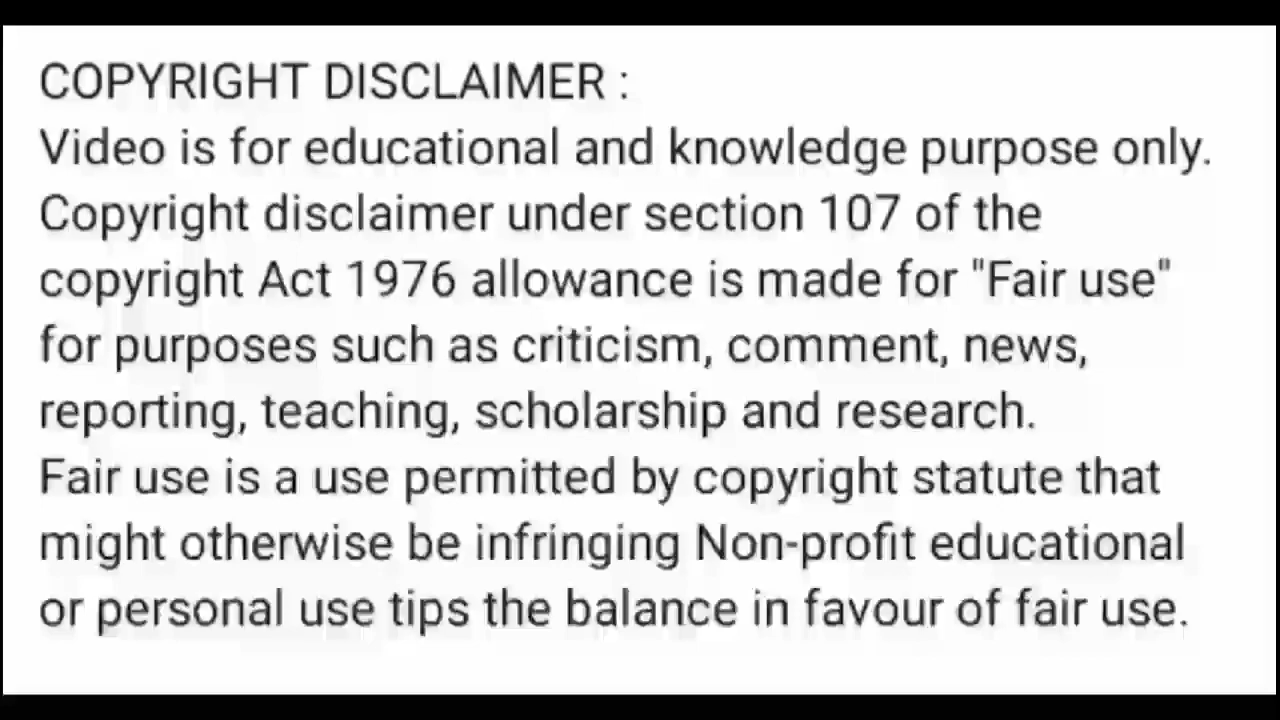 COPYRIGHT DISCLAIMER :
Video is for educational and knowledge purpose only.
Copyright disclaimer under section 107 of the
copyright Act 1976 allowance is made for "Fair use"
for purposes such as criticism, comment, news,
reporting, teaching, scholarship and research.
Fair use is a use permitted by copyright statute that
might otherwise be infringing Non-profit educational
or personal use tips the balance in favour of fair use.